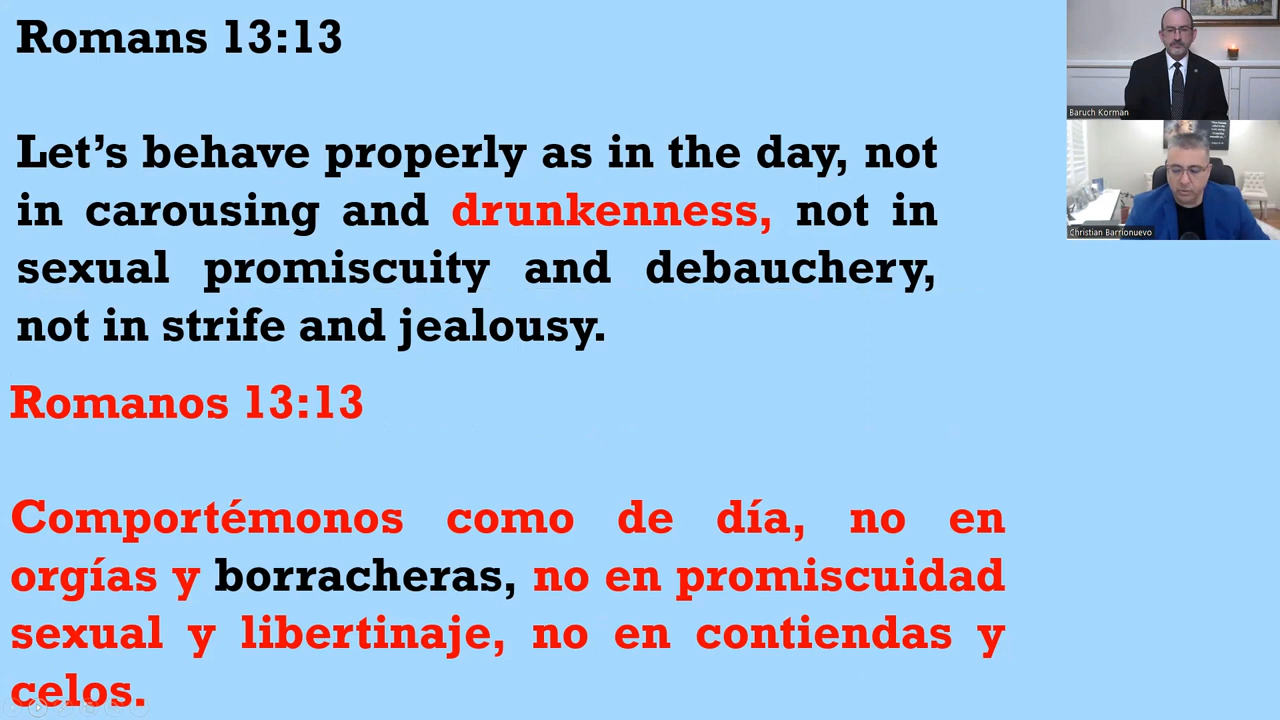 Romans 13:13
Let’s behave properly as in the day, not
in carousing and drunkenness, not in
sexual promiscuity and debauchery,
not in strife and jealousy.
Romanos 13:13
Comportémonos como de día, no en
orgías y borracheras, no en promiscuidad
sexual y libertinaje, no en contiendas y
celos.
Baruch Korman
Christian Barrionuevo